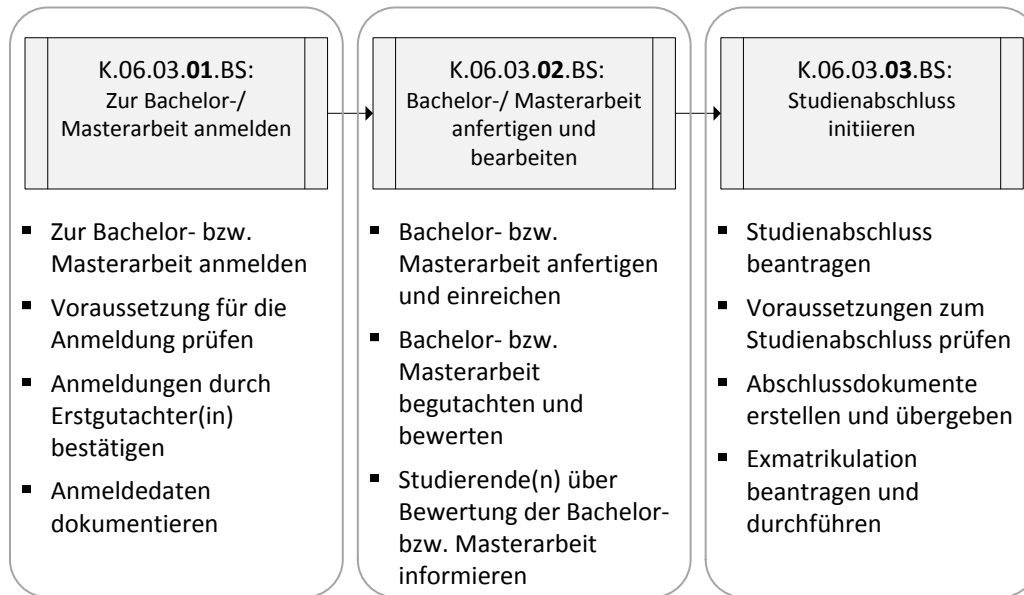 K.06.03.01.BS:
Zur Bachelor-/
Masterarbeit anmelden
▪ Zur Bachelor- bzw.
Masterarbeit anmelden
▪ Voraussetzung für die
Anmeldung prüfen
▪ Anmeldungen durch
Erstgutachter(in)
bestätigen
▪ Anmeldedaten
dokumentieren
K.06.03.02.BS:
Bachelor-/ Masterarbeit
anfertigen und
bearbeiten
▪ Bachelor- bzw.
Masterarbeit anfertigen
und einreichen
▪ Bachelor- bzw.
Masterarbeit
begutachten und
bewerten
▪ Studierende(n) über
Bewertung der Bachelor-
bzw. Masterarbeit
informieren
K.06.03.03.BS:
Studienabschluss
initiieren
▪ Studienabschluss
beantragen
▪ Voraussetzungen zum
Studienabschluss prüfen
▪ Abschlussdokumente
erstellen und übergeben
▪ Exmatrikulation
beantragen und
durchführen